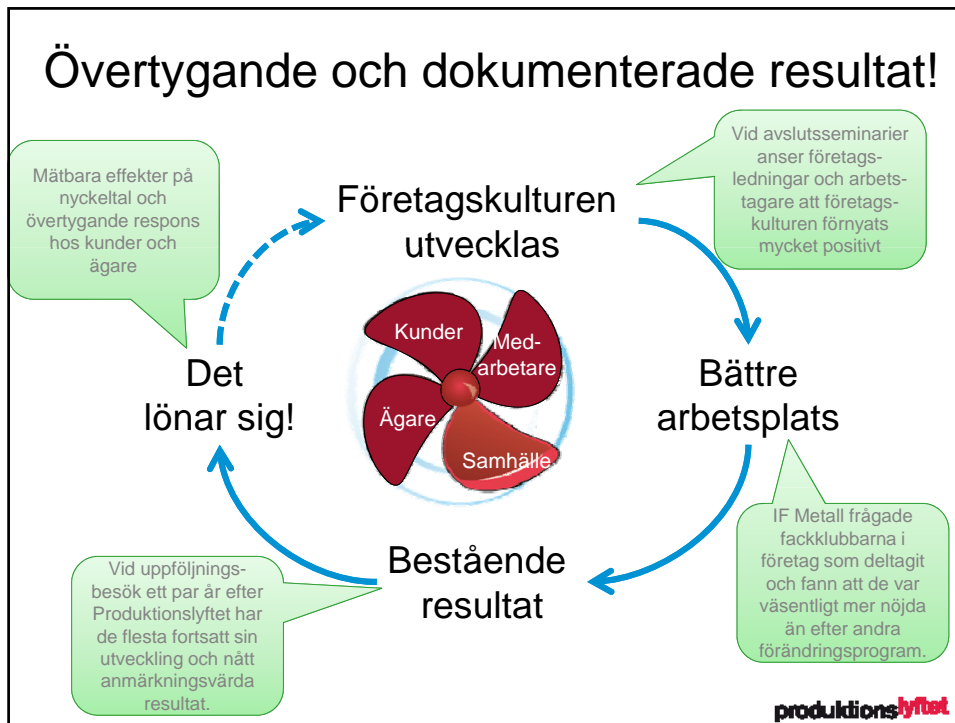 Övertygande och dokumenterade resultat!
Mätbara effekter på
nyckeltal och
övertygande respons
hos kunder och
ägare
Företagskulturen
utvecklas
Vid avslutsseminarier
anser företags-
ledningar och arbets-
tagare att företags-
kulturen förnyats
mycket positivt
Kunder
Med-
arbetare
Ägare
Samhälle
Det
lönar sig!
Bättre
arbetsplats
Bestående
resultat
Vid uppföljnings-
besök ett par år efter
Produktionslyftet har
de flesta fortsatt sin
utveckling och nått
anmärkningsvärda
resultat.
IF Metall frågade
fackklubbarna i
företag som deltagit
och fann att de var
väsentligt mer nöjda
än efter andra
förändringsprogram.
produktionslyftet